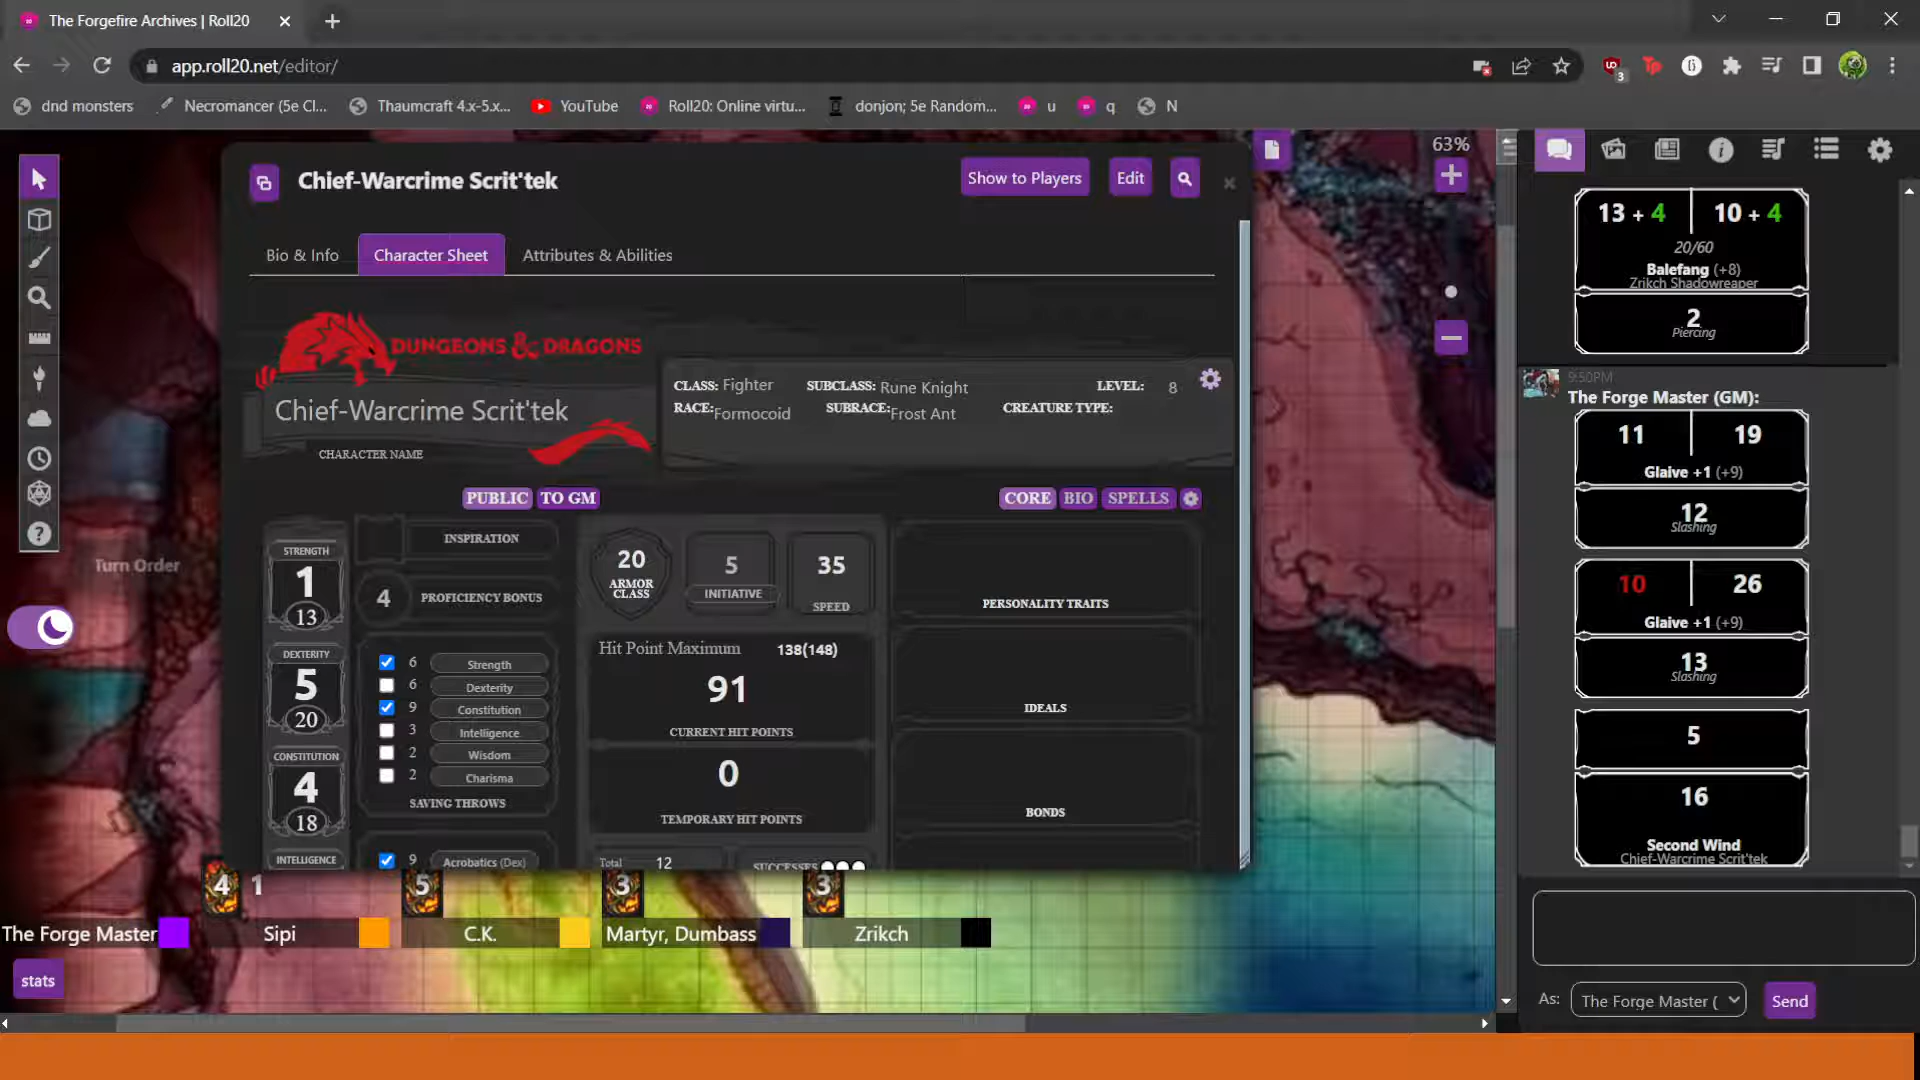 The Forgefire Archives | Roll20
app.roll20.net/editor/
3
dnd monsters
Necromancer (5e Cl...
Thaumcraft 4.x-5.x...
YouTube
Roll20: Online virtu...
donjon; 5e Random...
u
q
N
63%
Chief-Warcrime Scrit'tek
Show to Players
Edit
Bio & Info
Character Sheet
Attributes & Abilities
DUNGEONS & DRAGONS
Chief-Warcrime Scrit'tek
CHARACTER NAME
CLASS: Fighter
SUBCLASS: Rune Knight
LEVEL: 8
RACE: Formocoid
SUBRACE: Frost Ant
CREATURE TYPE:
PUBLIC
TO GM
CORE
BIO
SPELLS
STRENGTH
1
13
DEXTERITY
5
20
CONSTITUTION
4
18
INTELLIGENCE
INSPIRATION
4 PROFICIENCY BONUS
6 Strength
6 Dexterity
9 Constitution
3 Intelligence
2 Wisdom
2 Charisma
SAVING THROWS
9 Acrobatics (Dex)
20
ARMOR
CLASS
5
INITIATIVE
35
SPEED
Hit Point Maximum 138(148)
91
CURRENT HIT POINTS
0
TEMPORARY HIT POINTS
Total 12
SUCCESSES
PERSONALITY TRAITS
IDEALS
BONDS
Turn Order
4 1
5
3
3
The Forge Master
Sipi
C.K.
Martyr, Dumbass
Zrikch
stats
13 + 4
10 + 4
20/60
Balefang (+8)
Zrikch Shadowreaper
2
Piercing
9:50PM
The Forge Master (GM):
11
19
Glaive +1 (+9)
12
Slashing
10
26
Glaive +1 (+9)
13
Slashing
5
16
Second Wind
Chief-Warcrime Scrit'tek
As:
The Forge Master (
Send